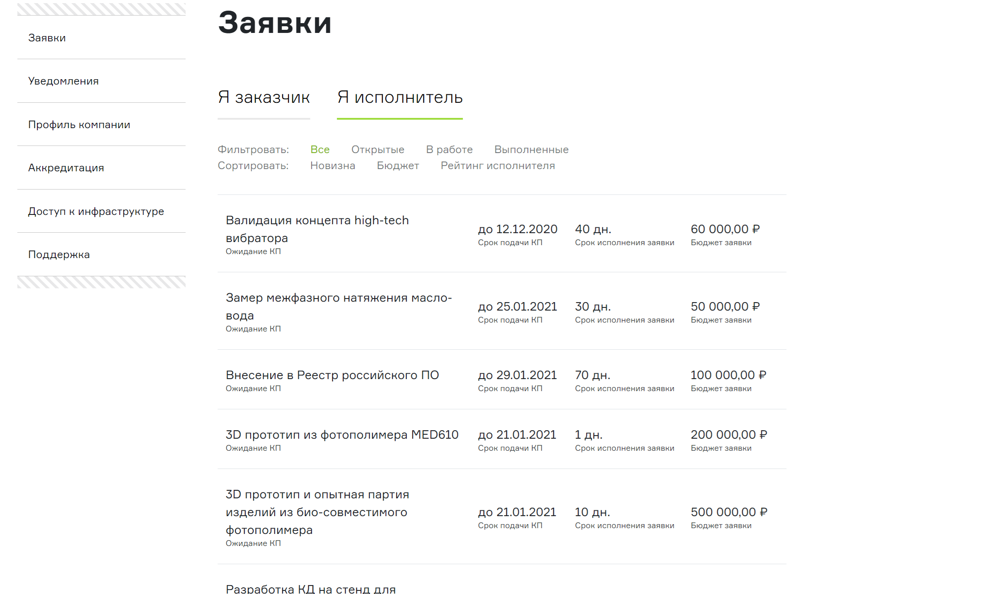 Заявки
Уведомления
Профиль компании
Аккредитация
Доступ к инфраструктуре
Поддержка
Заявки
Я заказчик Я исполнитель
Фильтровать: Все Открытые В работе Выполненные
Сортировать: Новизна Бюджет Рейтинг исполнителя
Валидация концепта high-tech
вибратора
Ожидание КП
до 12.12.2020 40 дн. 60 000,00 ₽
Срок подачи КП Срок исполнения заявки Бюджет заявки
Замер межфазного натяжения масло-
вода
Ожидание КП
до 25.01.2021 30 дн. 50 000,00 ₽
Срок подачи КП Срок исполнения заявки Бюджет заявки
Внесение в Реестр российского ПО до 29.01.2021 70 дн. 100 000,00 ₽
Ожидание КП Срок подачи КП Срок исполнения заявки Бюджет заявки
3D прототип из фотополимера MED610 до 21.01.2021 1 дн. 200 000,00 ₽
Ожидание КП Срок подачи КП Срок исполнения заявки Бюджет заявки
3D прототип и опытная партия
изделий из био-совместимого
фотополимера
Ожидание КП
до 21.01.2021 10 дн. 500 000,00 ₽
Срок подачи КП Срок исполнения заявки Бюджет заявки
Разработка КД на стенд для